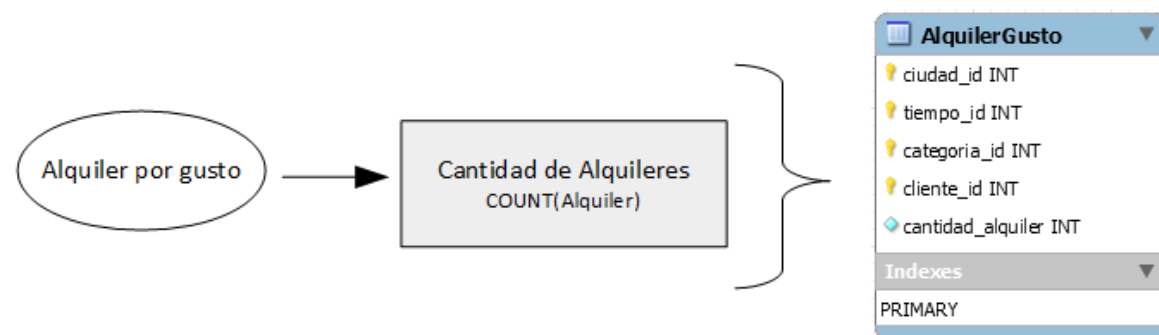 Alquiler por gusto
Cantidad de Alquileres
COUNT(Alquiler)
AlquilerGusto
ciudad_id INT
tiempo_id INT
categoria_id INT
cliente_id INT
cantidad_alquiler INT
Indexes
PRIMARY